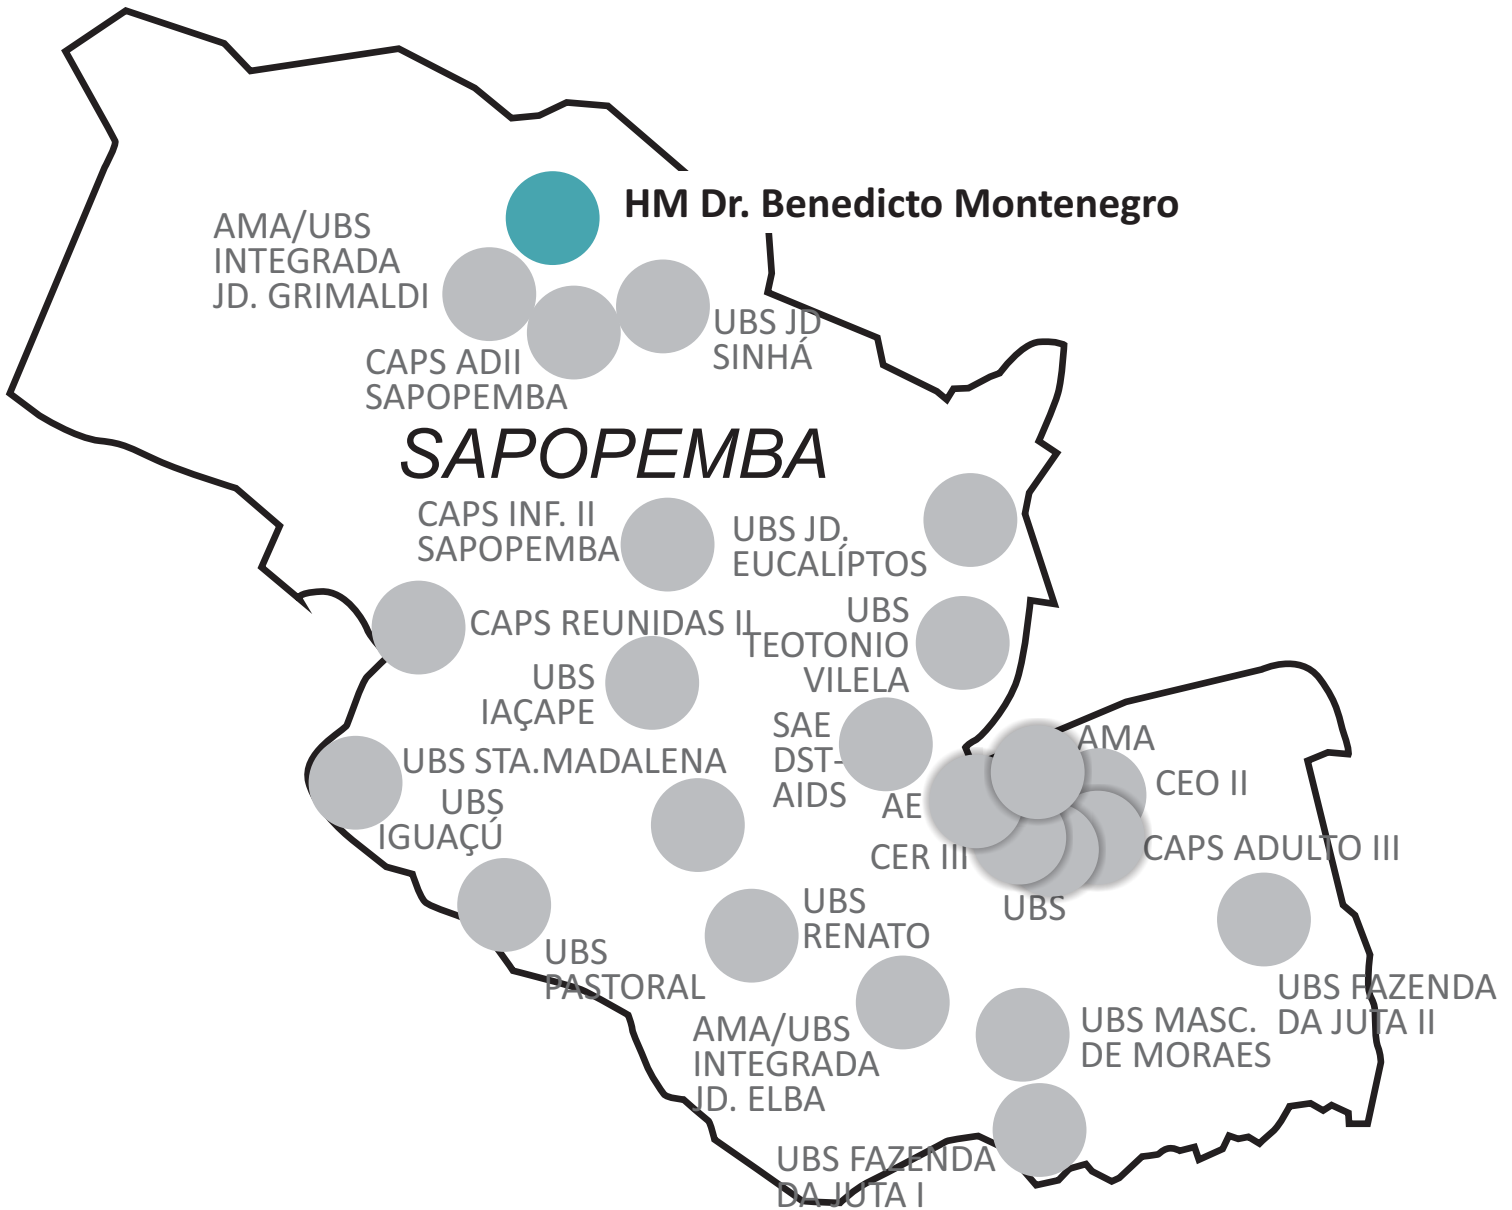 HM Dr. Benedicto Montenegro
AMA/UBS
INTEGRADA
JD. GRIMALDI
UBS JD
SINHÁ
CAPS ADII
SAPOPEMBA
SAPOPEMBA
CAPS INF. II
SAPOPEMBA
UBS JD.
EUCALÍPTOS
CAPS REUNIDAS II
UBS
TEOTONIO
VILELA
UBS
IAÇAPE
SAE
DST-
AIDS
AMA
UBS STA.MADALENA
CEO II
UBS
IGUAÇÚ
AE
CER III
CAPS ADULTO III
UBS
UBS
RENATO
UBS
PASTORAL
UBS FAZENDA
DA JUTA II
AMA/UBS
INTEGRADA
JD. ELBA
UBS MASC.
DE MORAES
UBS FAZENDA
DA JUTA I